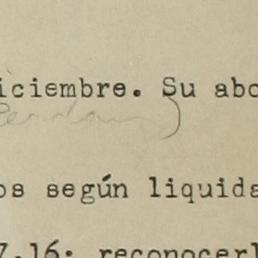 iciembre. Su abo
os según liquida
7.16; reconocerl